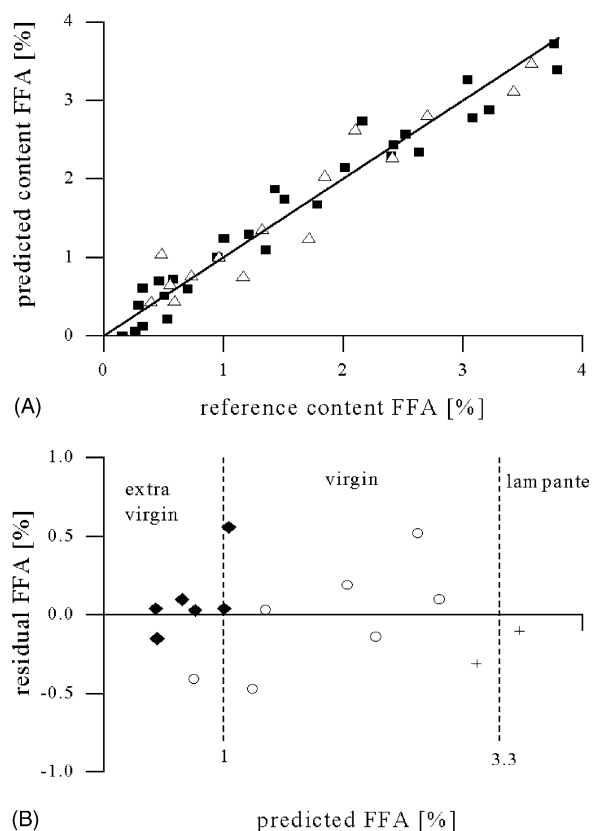 4
3
2
1
0
predicted content FFA [%]
0
1
2
3
4
(A)
reference content FFA [%]
1.0
0.5
0.0
-0.5
-1.0
residual FFA [%]
extra
virgin
virgin
lampante
1
3.3
(B)
predicted FFA [%]